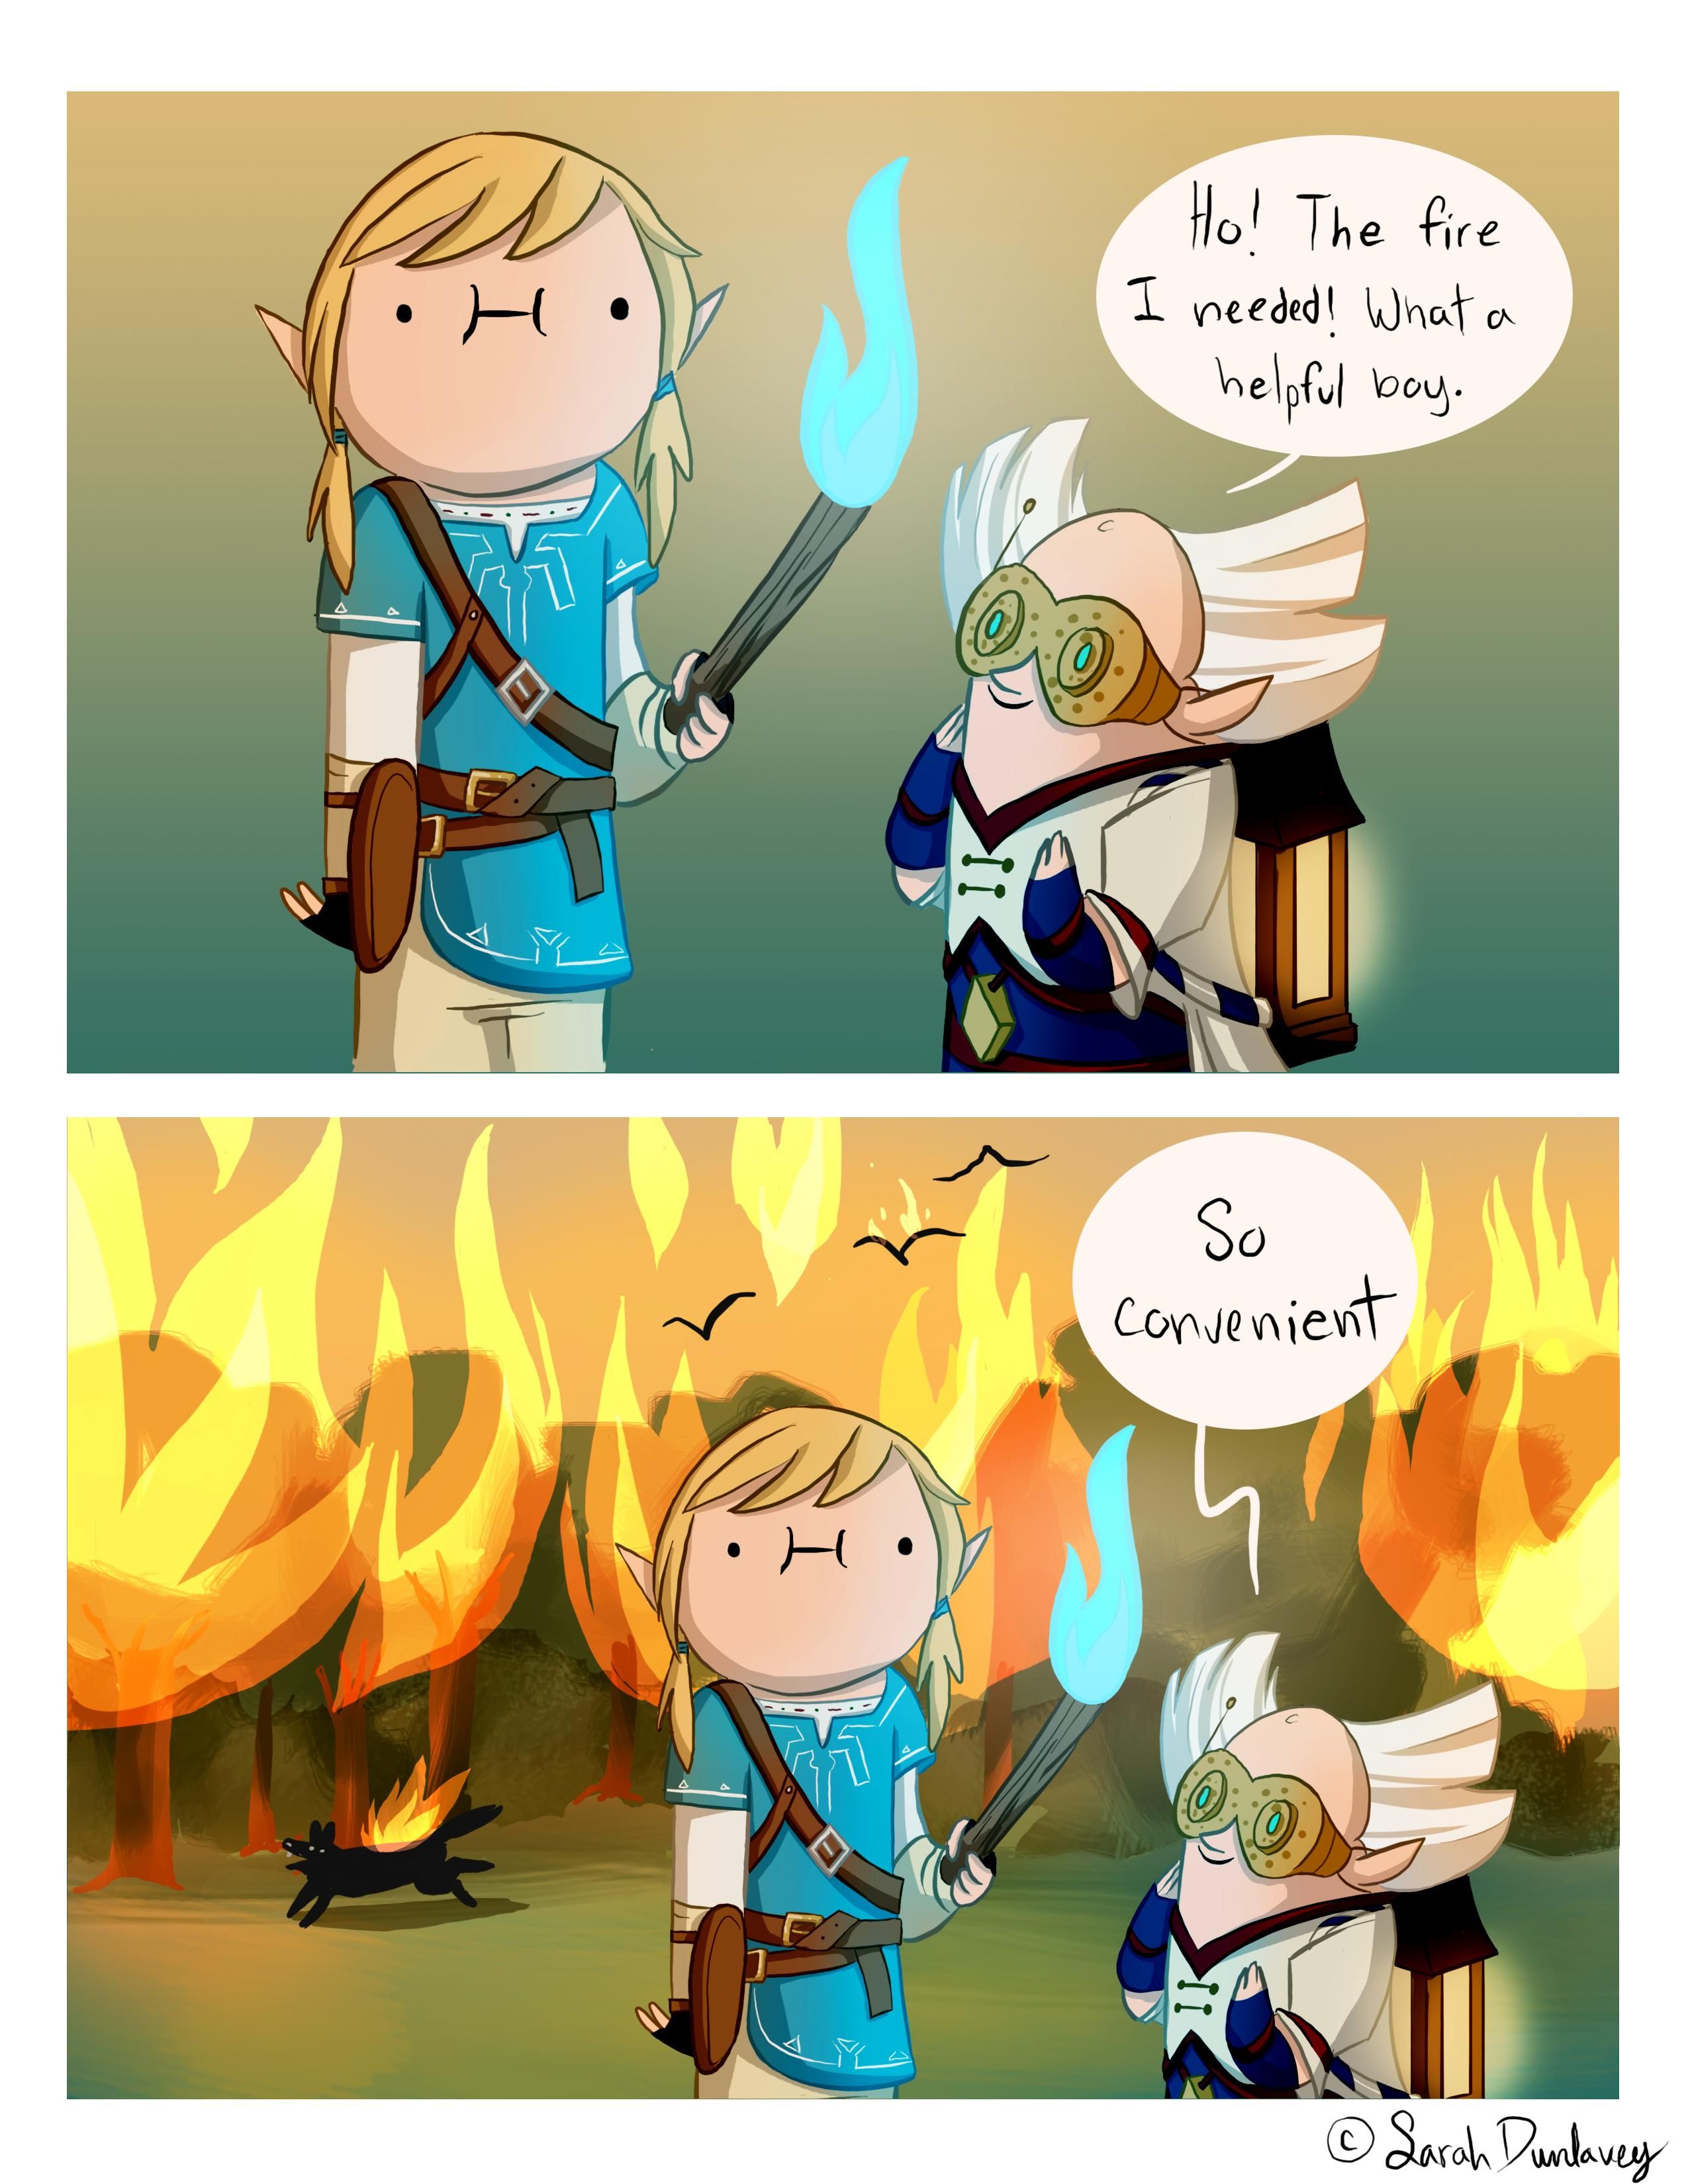 Ho! The fire
I needed! What a
helpful boy.
So
convenient
© Sarah Dunlavey